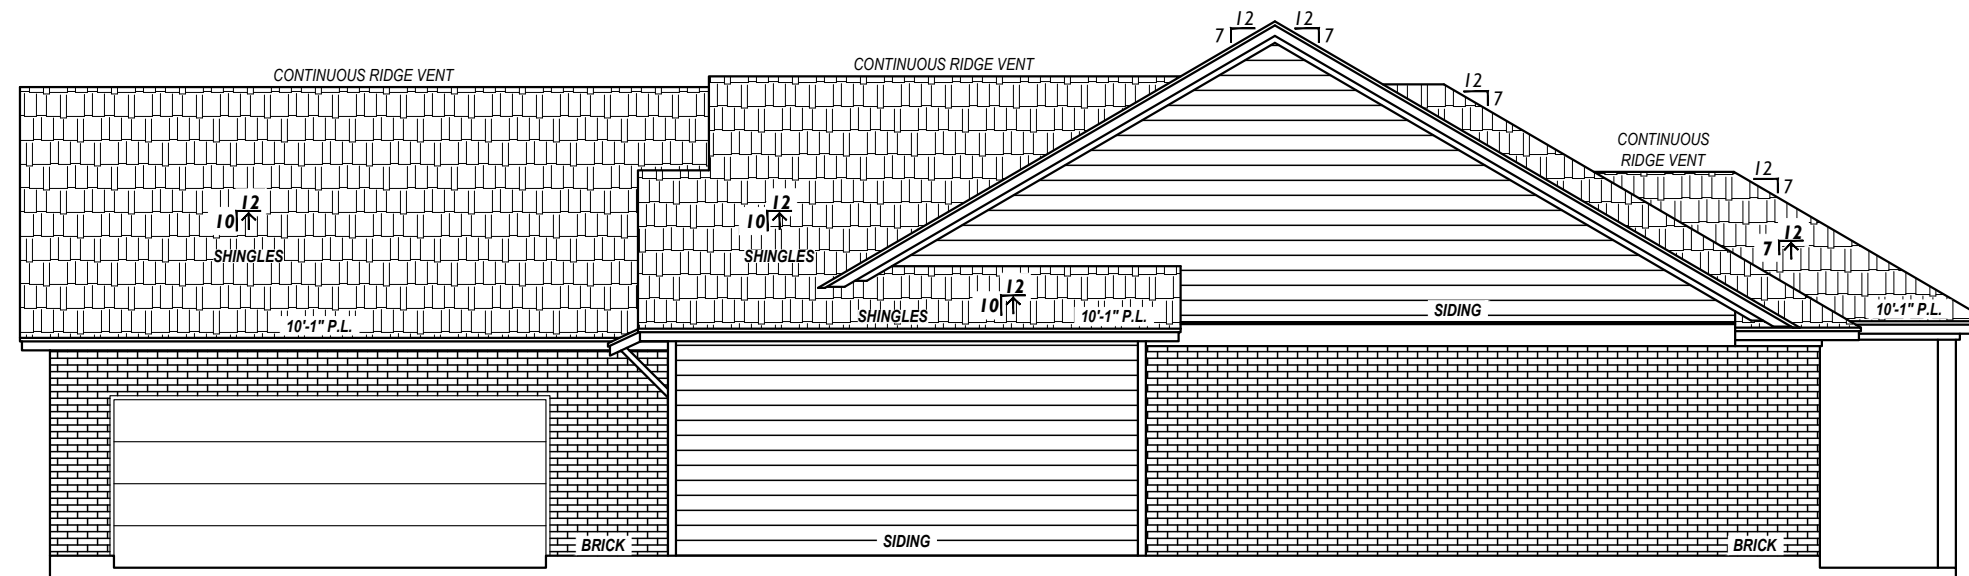 12 12
7 7
CONTINUOUS RIDGE VENT
CONTINUOUS RIDGE VENT
12
7
CONTINUOUS
RIDGE VENT
12
7
12
10
SHINGLES
12
10
SHINGLES
12
7
12
10
SHINGLES
10'-1" P.L.
10'-1" P.L.
SIDING
10'-1" P.L.
BRICK
SIDING
BRICK